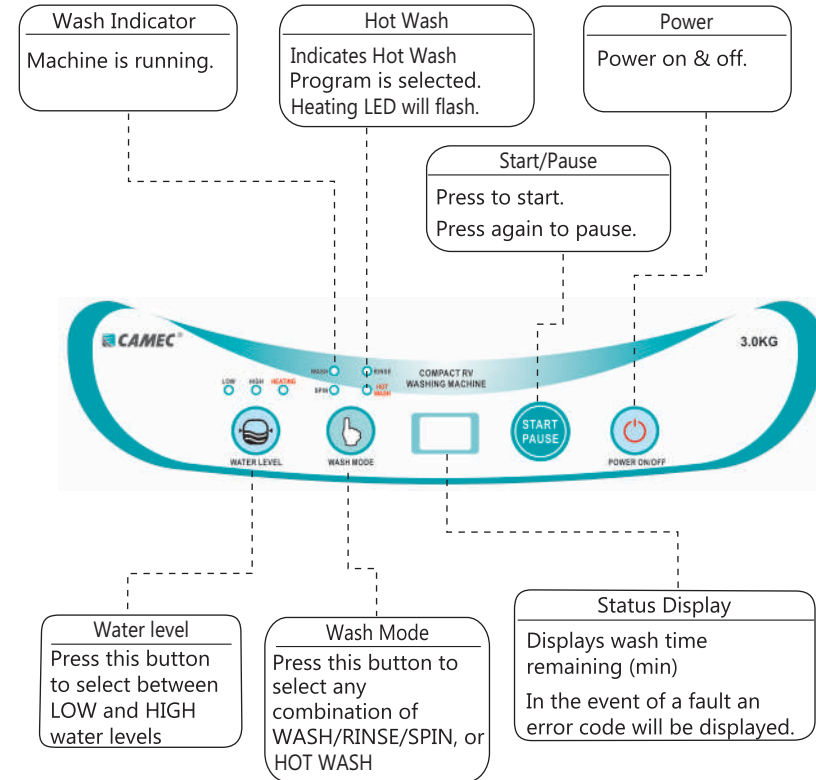 Wash Indicator
Machine is running.
Hot Wash
Indicates Hot Wash
Program is selected.
Heating LED will flash.
Power
Power on & off.
Start/Pause
Press to start.
Press again to pause.
CAMEC®
3.0KG
LOW
HIGH
HEATING
WASH
RINSE
SPIN
HOT
WASH
COMPACT RV
WASHING MACHINE
START
PAUSE
WATER LEVEL
WASH MODE
POWER ON/OFF
Water level
Press this button
to select between
LOW and HIGH
water levels
Wash Mode
Press this button to
select any
combination of
WASH/RINSE/SPIN, or
HOT WASH
Status Display
Displays wash time
remaining (min)
In the event of a fault an
error code will be displayed.